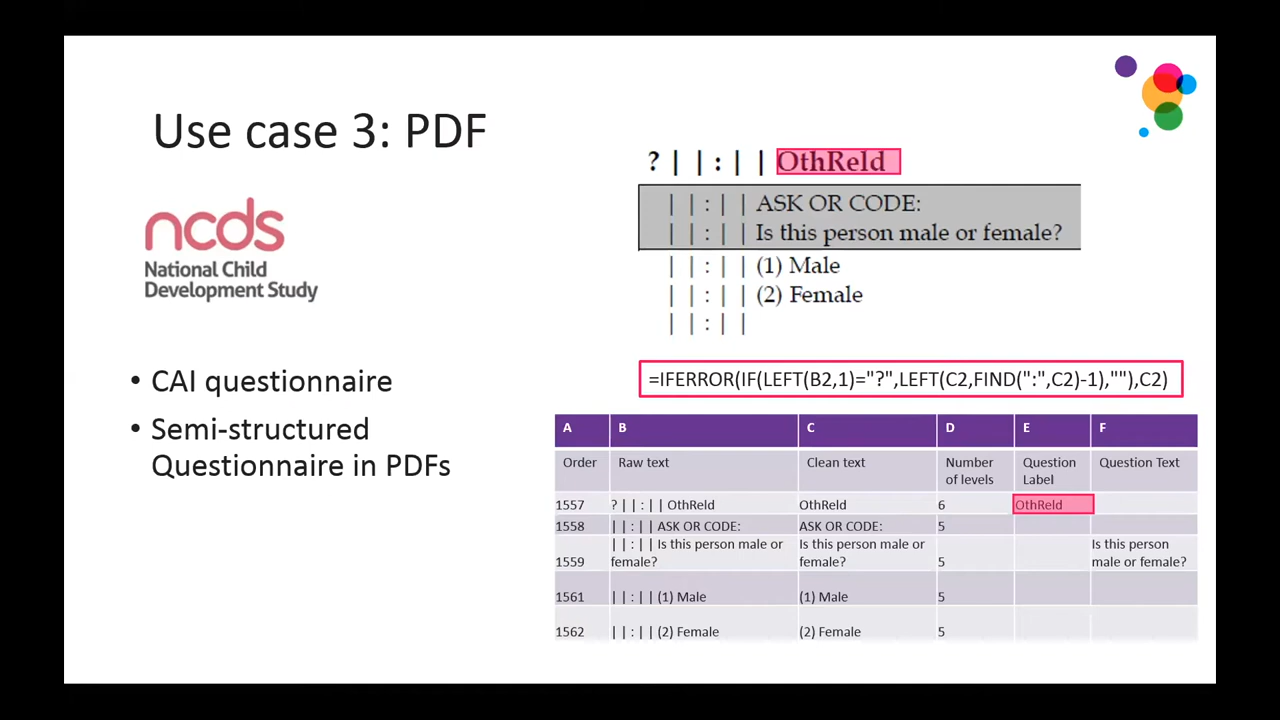 Use case 3: PDF
ncds
National Child
Development Study
• CAI questionnaire
• Semi-structured
Questionnaire in PDFs
? | | : | | OthReld
| | : | | ASK OR CODE:
| | : | | Is this person male or female?
| | : | | (1) Male
| | : | | (2) Female
| | : | |
=IFERROR(IF(LEFT(B2,1)="?",LEFT(C2,FIND(":",C2)-1),""),C2)
A B C D E F
Order Raw text Clean text Number of levels Question Label Question Text
1557 ? | | : | | OthReld OthReld 6 OthReld
1558 | | : | | ASK OR CODE: ASK OR CODE: 5
1559 | | : | | Is this person male or female? Is this person male or female? 5 Is this person male or female?
1561 | | : | | (1) Male (1) Male 5
1562 | | : | | (2) Female (2) Female 5